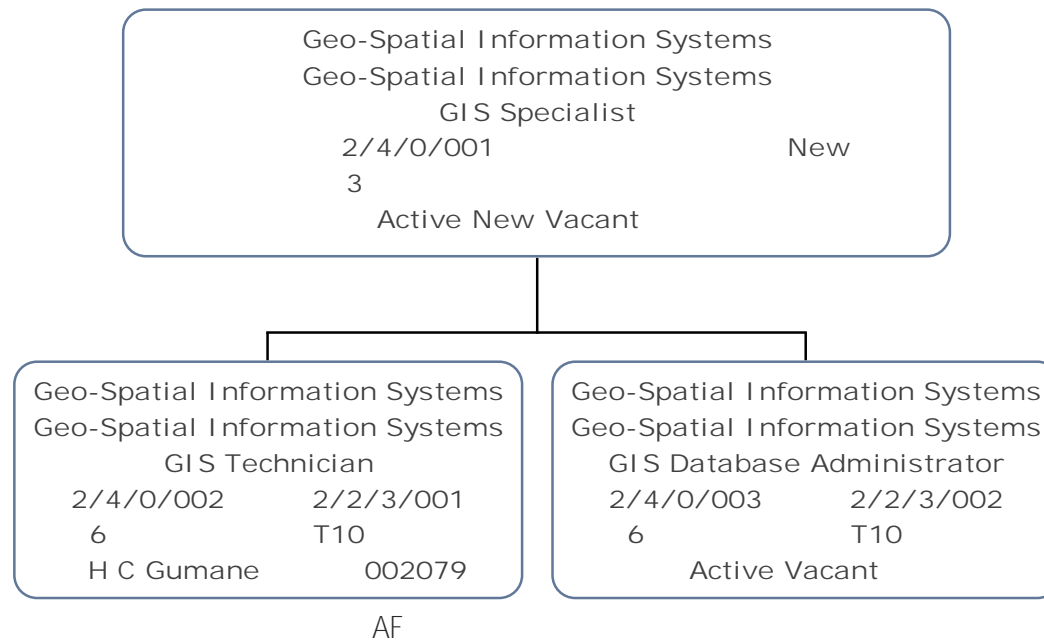 Geo-Spatial Information Systems
Geo-Spatial Information Systems
GIS Specialist
2/4/0/001 New
3
Active New Vacant
Geo-Spatial Information Systems
Geo-Spatial Information Systems
GIS Technician
2/4/0/002 2/2/3/001
6 T10
H C Gumane 002079
Geo-Spatial Information Systems
Geo-Spatial Information Systems
GIS Database Administrator
2/4/0/003 2/2/3/002
6 T10
Active Vacant
AF